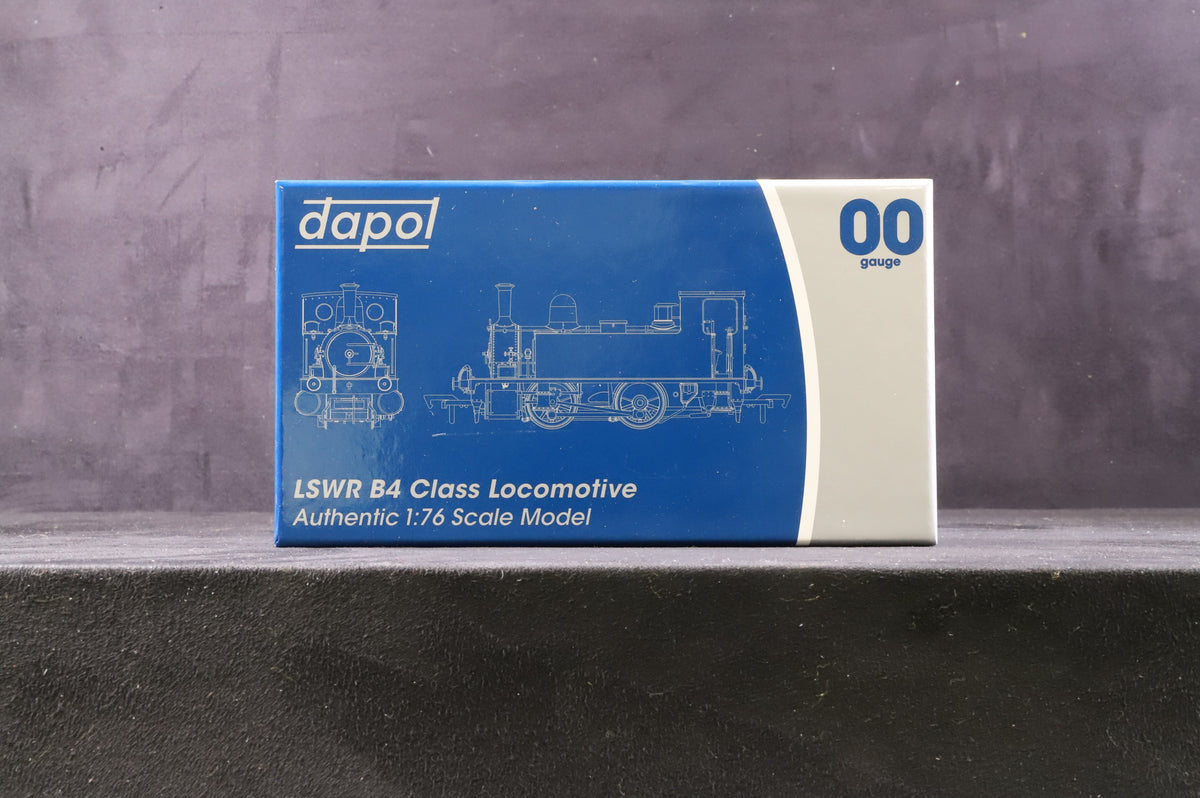 dapol
00
gauge
LSWR B4 Class Locomotive
Authentic 1:76 Scale Model